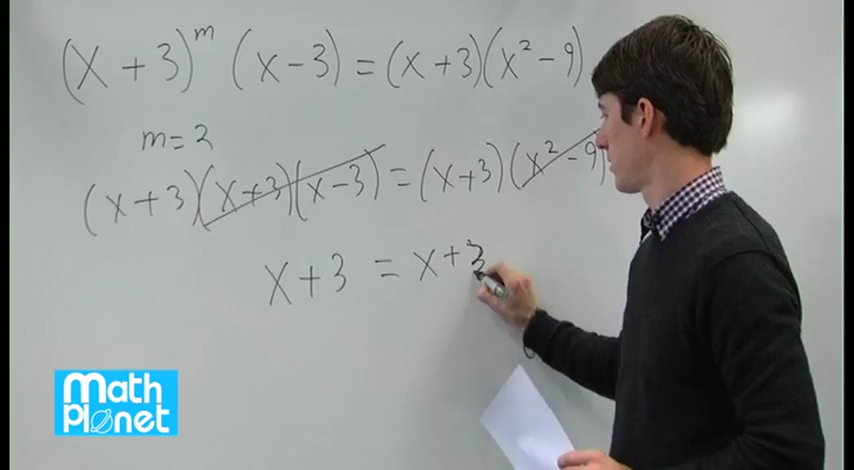 (x + 3)ᵐ (x - 3) = (x + 3)(x² - 9)
m = 2
(x + 3)(x + 3)(x - 3) = (x + 3)(x² - 9)
x + 3 = x + 3
Math
Planet